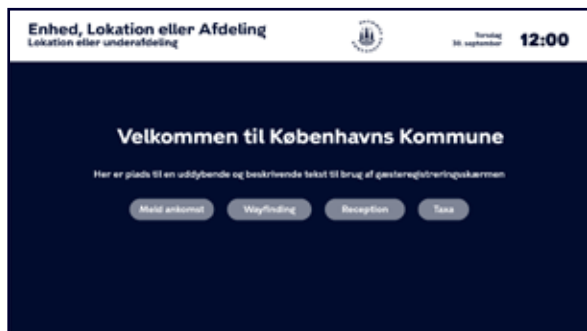 Enhed, Lokation eller Afdeling
Lokation eller underafdeling
Torsdag
30. september
12:00
Velkommen til Københavns Kommune
Her er plads til en uddybende og beskrivende tekst til brug af gæsteregistreringsskærmen
Meld ankomst
Wayfinding
Reception
Taxa